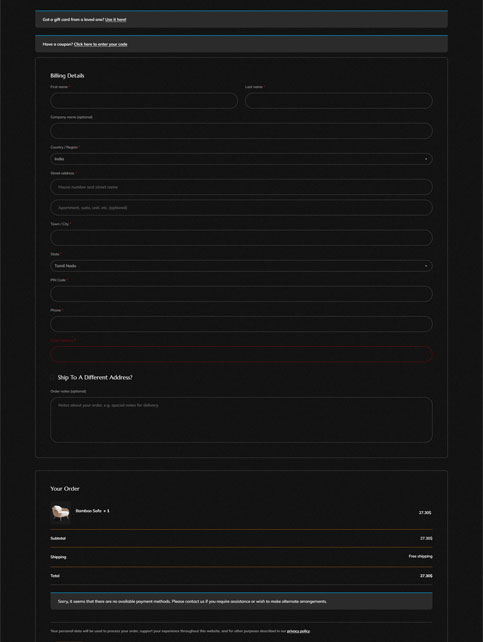 Got a gift card from a loved one? Use it here!
Have a coupon? Click here to enter your code
Billing Details
First name *
Last name *
Company name (optional)
Country / Region *
India
Street address *
House number and street name
Apartment, suite, unit, etc. (optional)
Town / City *
State *
Tamil Nadu
PIN Code *
Phone *
Email address *
Ship To A Different Address?
Order notes (optional)
Notes about your order, e.g. special notes for delivery.
Your Order
Bamboo Sofa × 1
27.30$
Subtotal
27.30$
Shipping
Free shipping
Total
27.30$
Sorry, it seems that there are no available payment methods. Please contact us if you require assistance or wish to make alternate arrangements.
Your personal data will be used to process your order, support your experience throughout this website, and for other purposes described in our privacy policy.